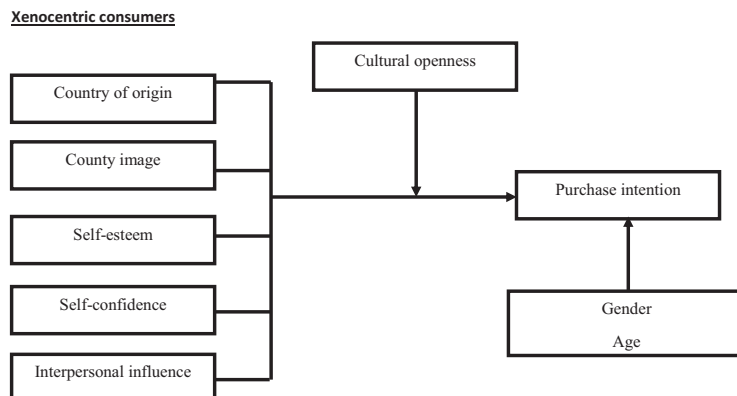 Xenocentric consumers
Cultural openness
Country of origin
County image
Purchase intention
Self-esteem
Self-confidence
Gender
Age
Interpersonal influence